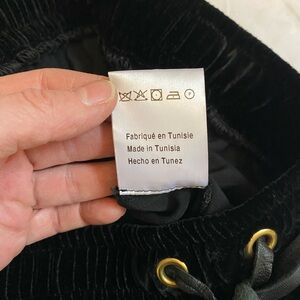 Fabriqué en Tunisie
Made in Tunisia
Hecho en Tunez